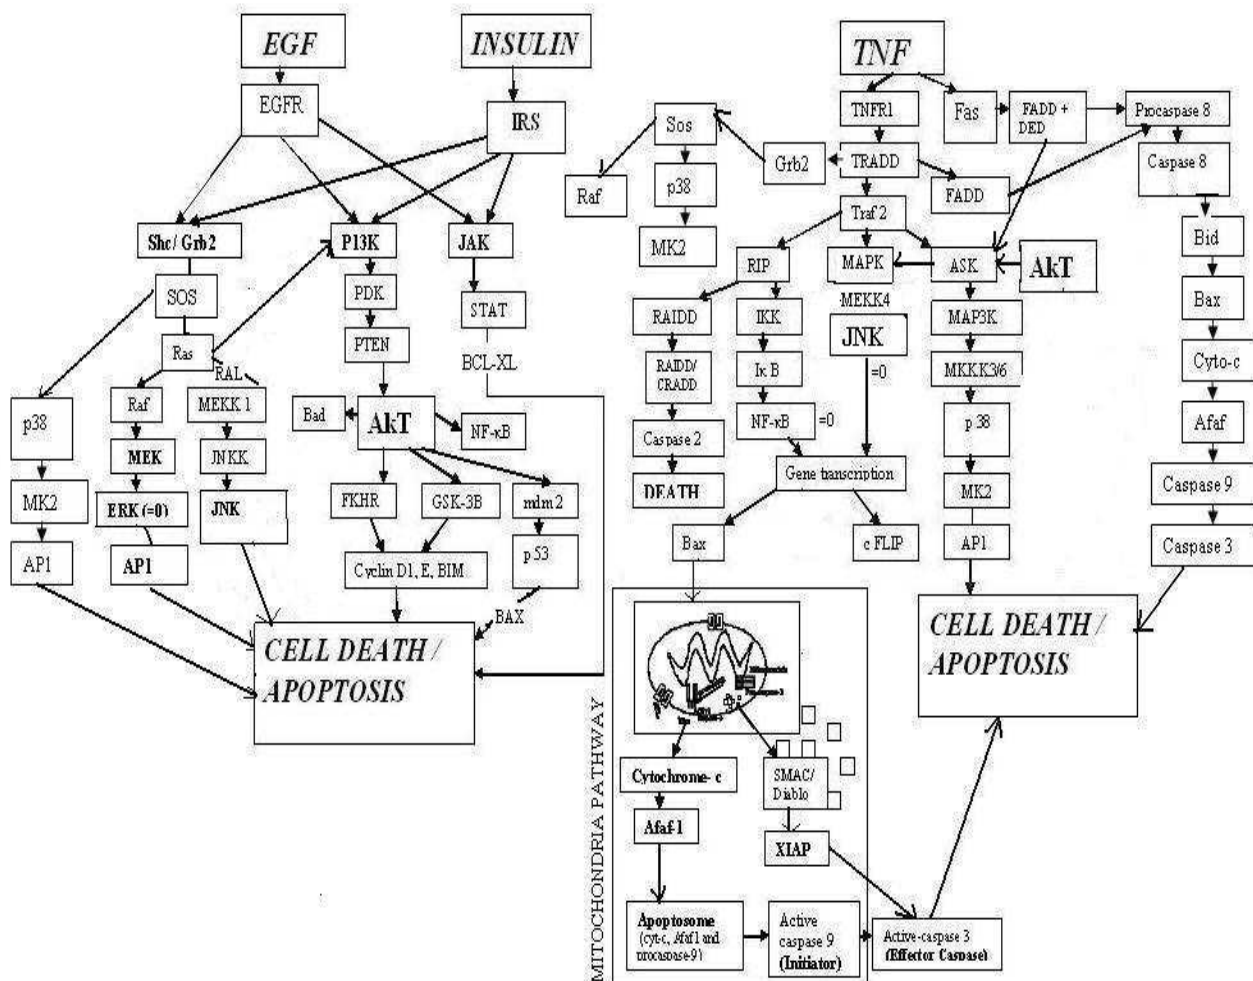 EGF
INSULIN
TNF
EGFR
IRS
Shc/ Grb2
P13K
JAK
SOS
PDK
STAT
Ras
PTEN
BCL-XL
RAL
p38
Raf
MEKK 1
Bad
AkT
NF-κB
MEK
JNKK
MK2
ERK (=0)
JNK
FKHR
GSK-3B
mdm2
AP1
AP1
Cyclin D1, E, BIM
p53
BAX
CELL DEATH /
APOPTOSIS
TNFR1
Fas
FADD +
DED
Procaspase 8
Sos
Grb2
TRADD
Caspase 8
Raf
p38
FADD
MK2
Traf 2
Bid
RIP
MAPK
ASK
AkT
MEKK4
Bax
RAIDD
IKK
JNK
MAP3K
RAIDD/
CRADD
Iκ B
=0
MKKK3/6
Cyto-c
Caspase 2
NF-κB
=0
p 38
Afaf
DEATH
Gene transcription
MK2
Caspase 9
Bax
c FLIP
AP1
Caspase 3
CELL DEATH /
APOPTOSIS
MITOCHONDRIA PATHWAY
Cytochrome- c
SMAC/
Diablo
Afaf-1
XIAP
Apoptosome
(cyt-c, Afaf1 and
procaspase-9)
Active
caspase 9
(Initiator)
Active-caspase 3
(Effector Caspase)